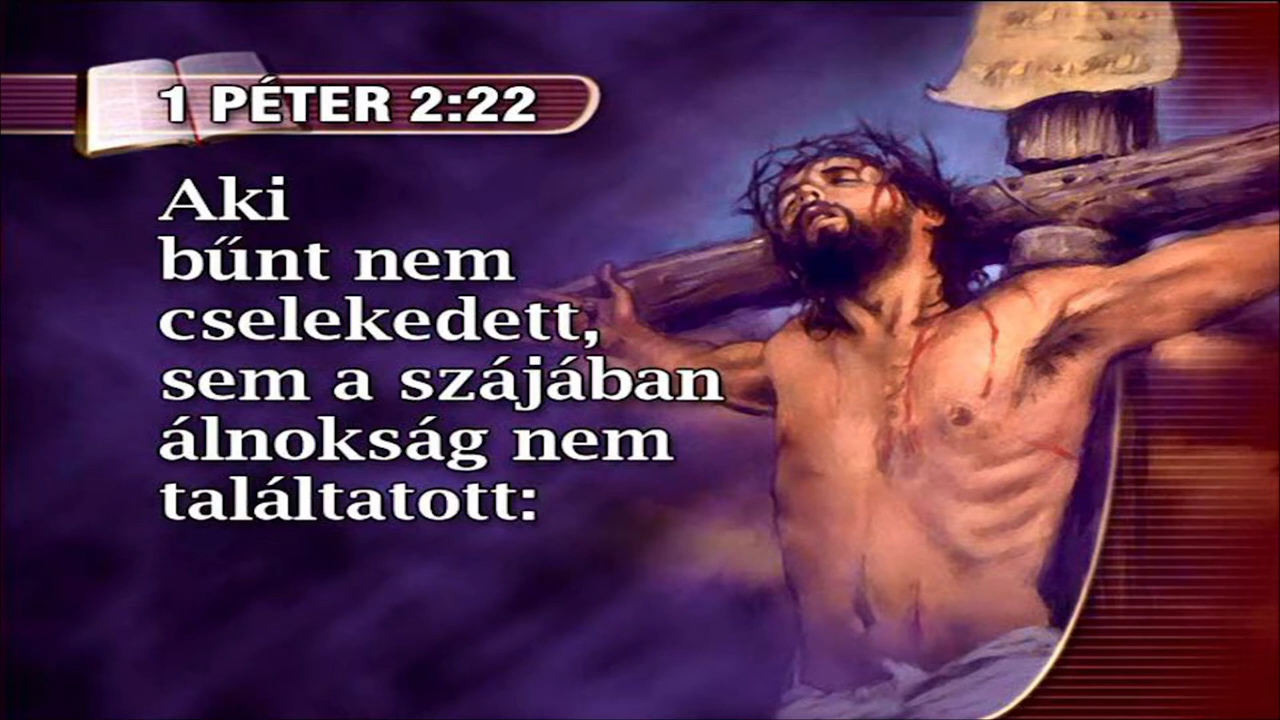 1 PÉTER 2:22
Aki
bűnt nem
cselekedett,
sem a szájában
álnokság nem
találtatott: